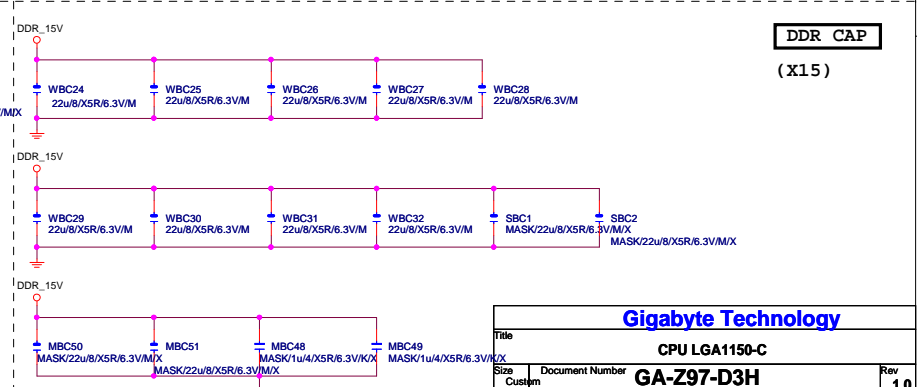 DDR_15V
DDR CAP
(X15)
WBC24
22u/8/X5R/6.3V/M
WBC25
22u/8/X5R/6.3V/M
WBC26
22u/8/X5R/6.3V/M
WBC27
22u/8/X5R/6.3V/M
WBC28
22u/8/X5R/6.3V/M
/M/X
DDR_15V
WBC29
22u/8/X5R/6.3V/M
WBC30
22u/8/X5R/6.3V/M
WBC31
22u/8/X5R/6.3V/M
WBC32
22u/8/X5R/6.3V/M
SBC1
MASK/22u/8/X5R/6.3V/M/X
SBC2
MASK/22u/8/X5R/6.3V/M/X
DDR_15V
MBC50
MASK/22u/8/X5R/6.3V/M/X
MBC51
MASK/22u/8/X5R/6.3V/M/X
MBC48
MASK/1u/4/X5R/6.3V/K/X
MBC49
MASK/1u/4/X5R/6.3V/K/X
Gigabyte Technology
Title
CPU LGA1150-C
Size
Custom
Document Number
GA-Z97-D3H
Rev
1.0